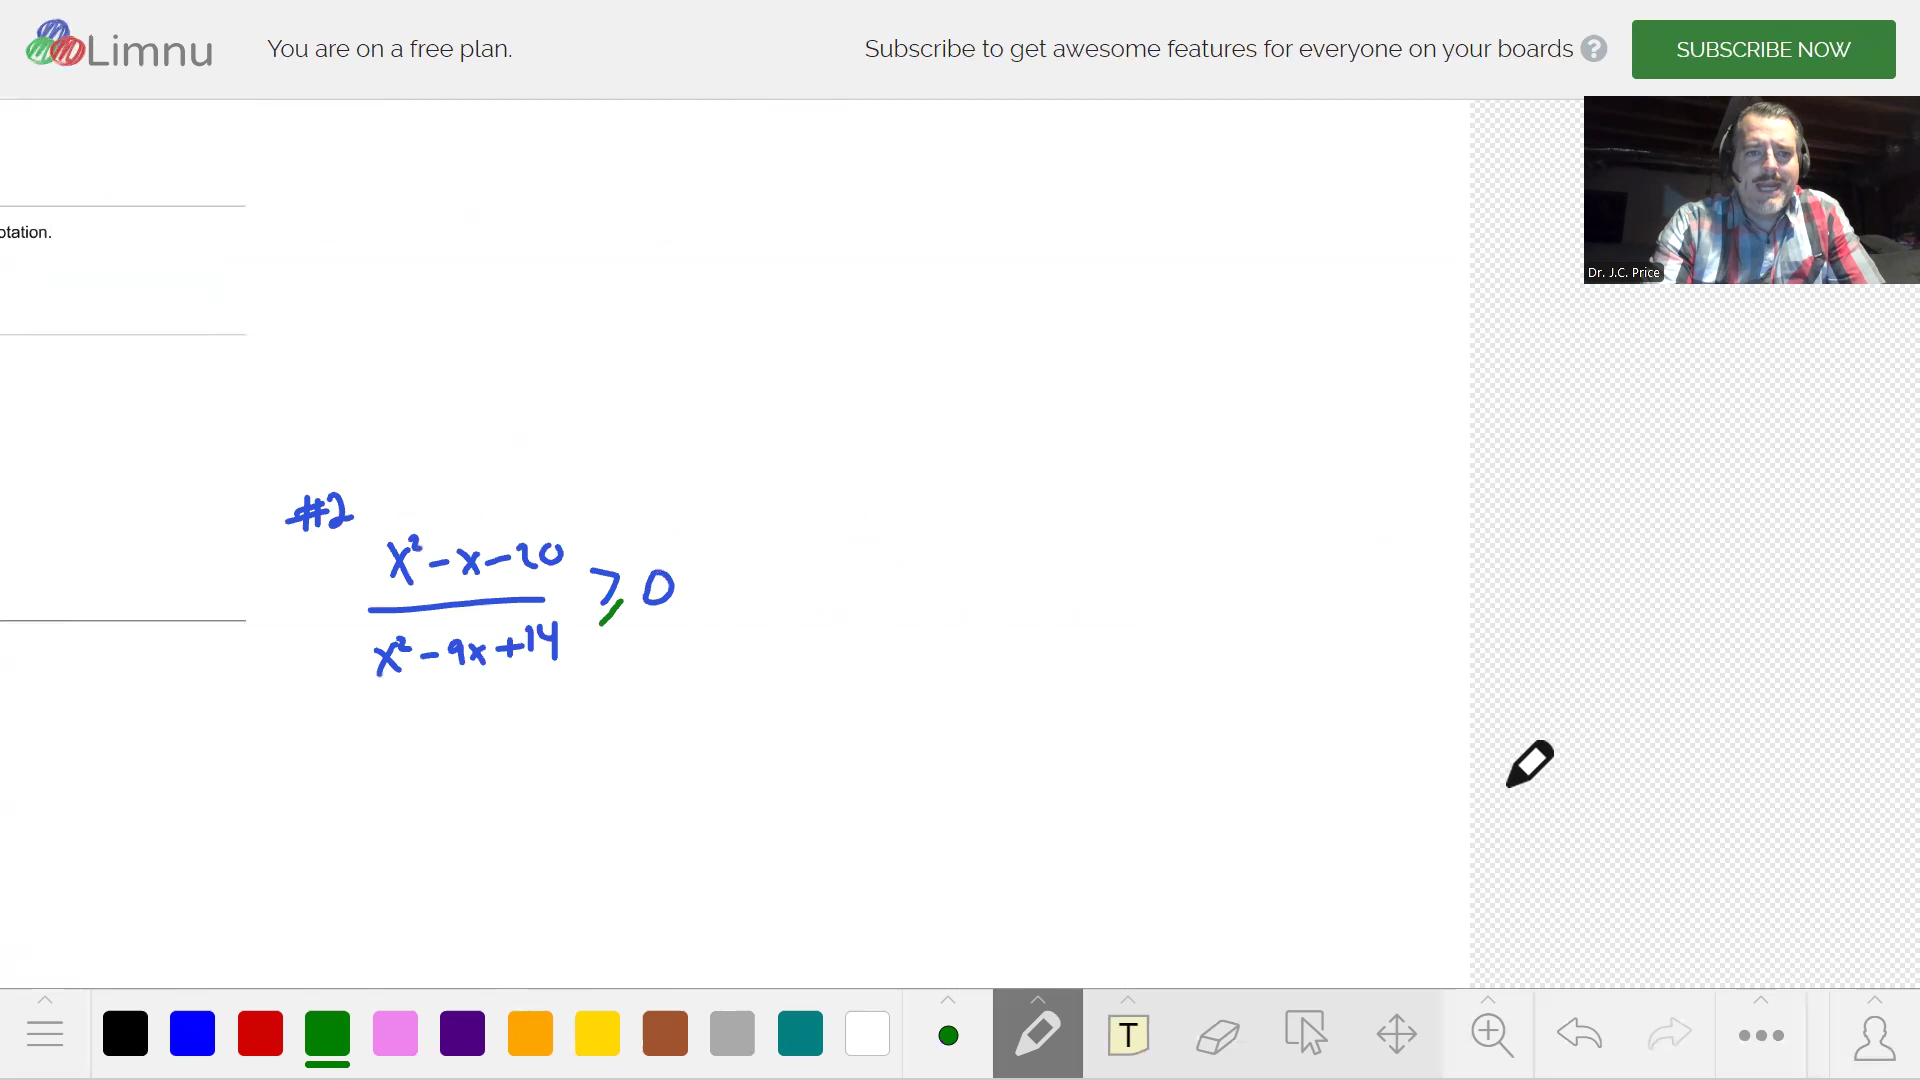 Limnu
You are on a free plan.
Subscribe to get awesome features for everyone on your boards ?
SUBSCRIBE NOW
Dr. J.C. Price
otation.
#2
x² - x - 20
x² - 9x + 14
≥ 0
T